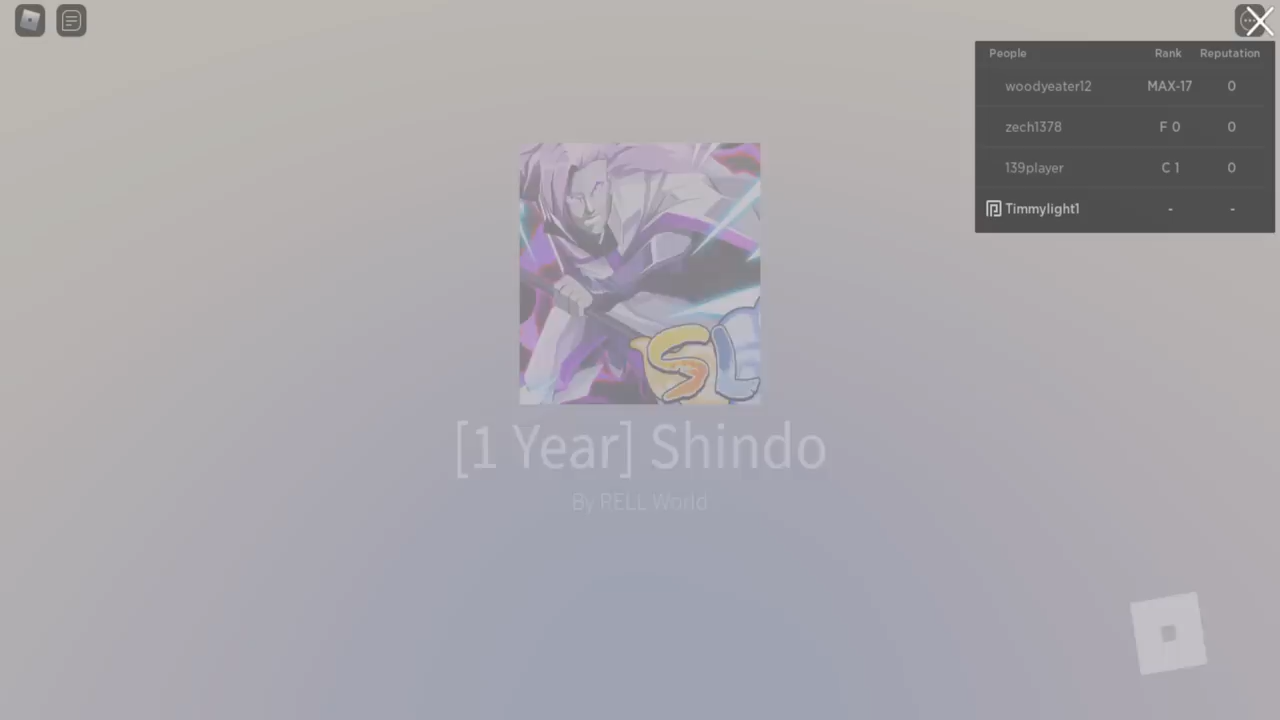 People Rank Reputation
woodyeater12 MAX-17 0
zech1378 F 0 0
139player C 1 0
Timmylight1 - -
SL
[1 Year] Shindo
By RELL World